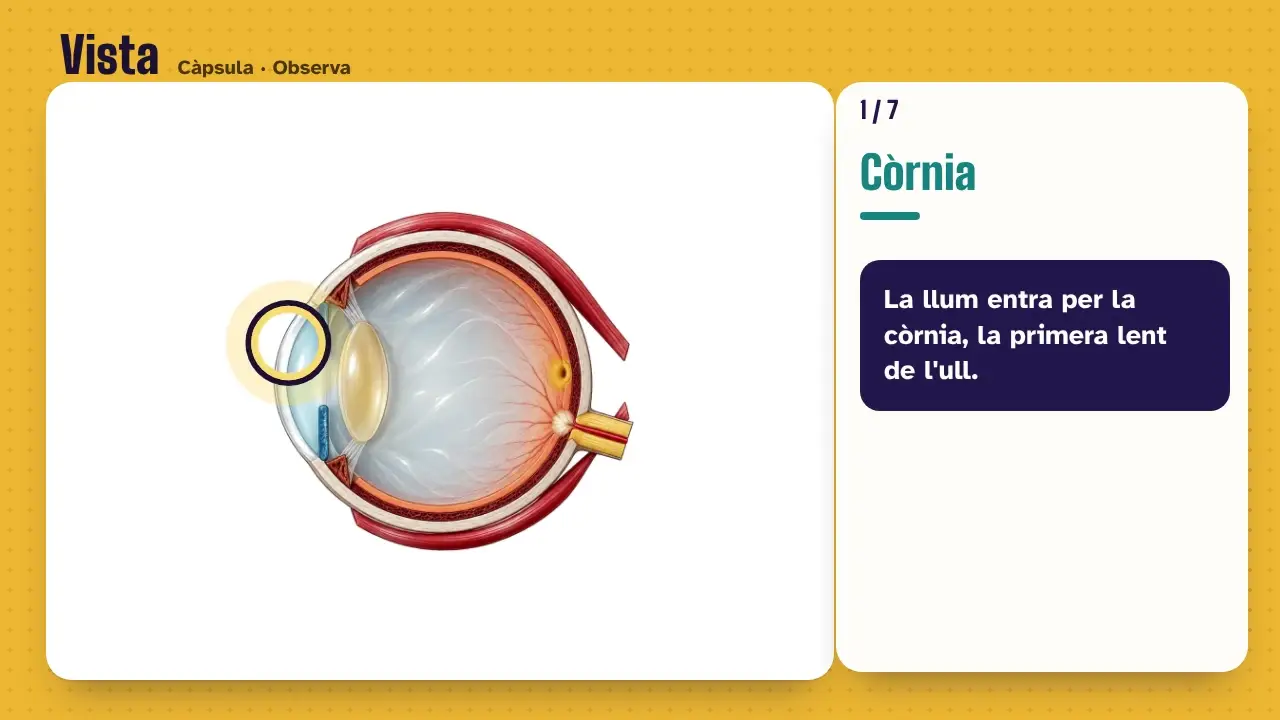 Vista
Càpsula · Observa
1 / 7
Còrnia
La llum entra per la
còrnia, la primera lent
de l'ull.